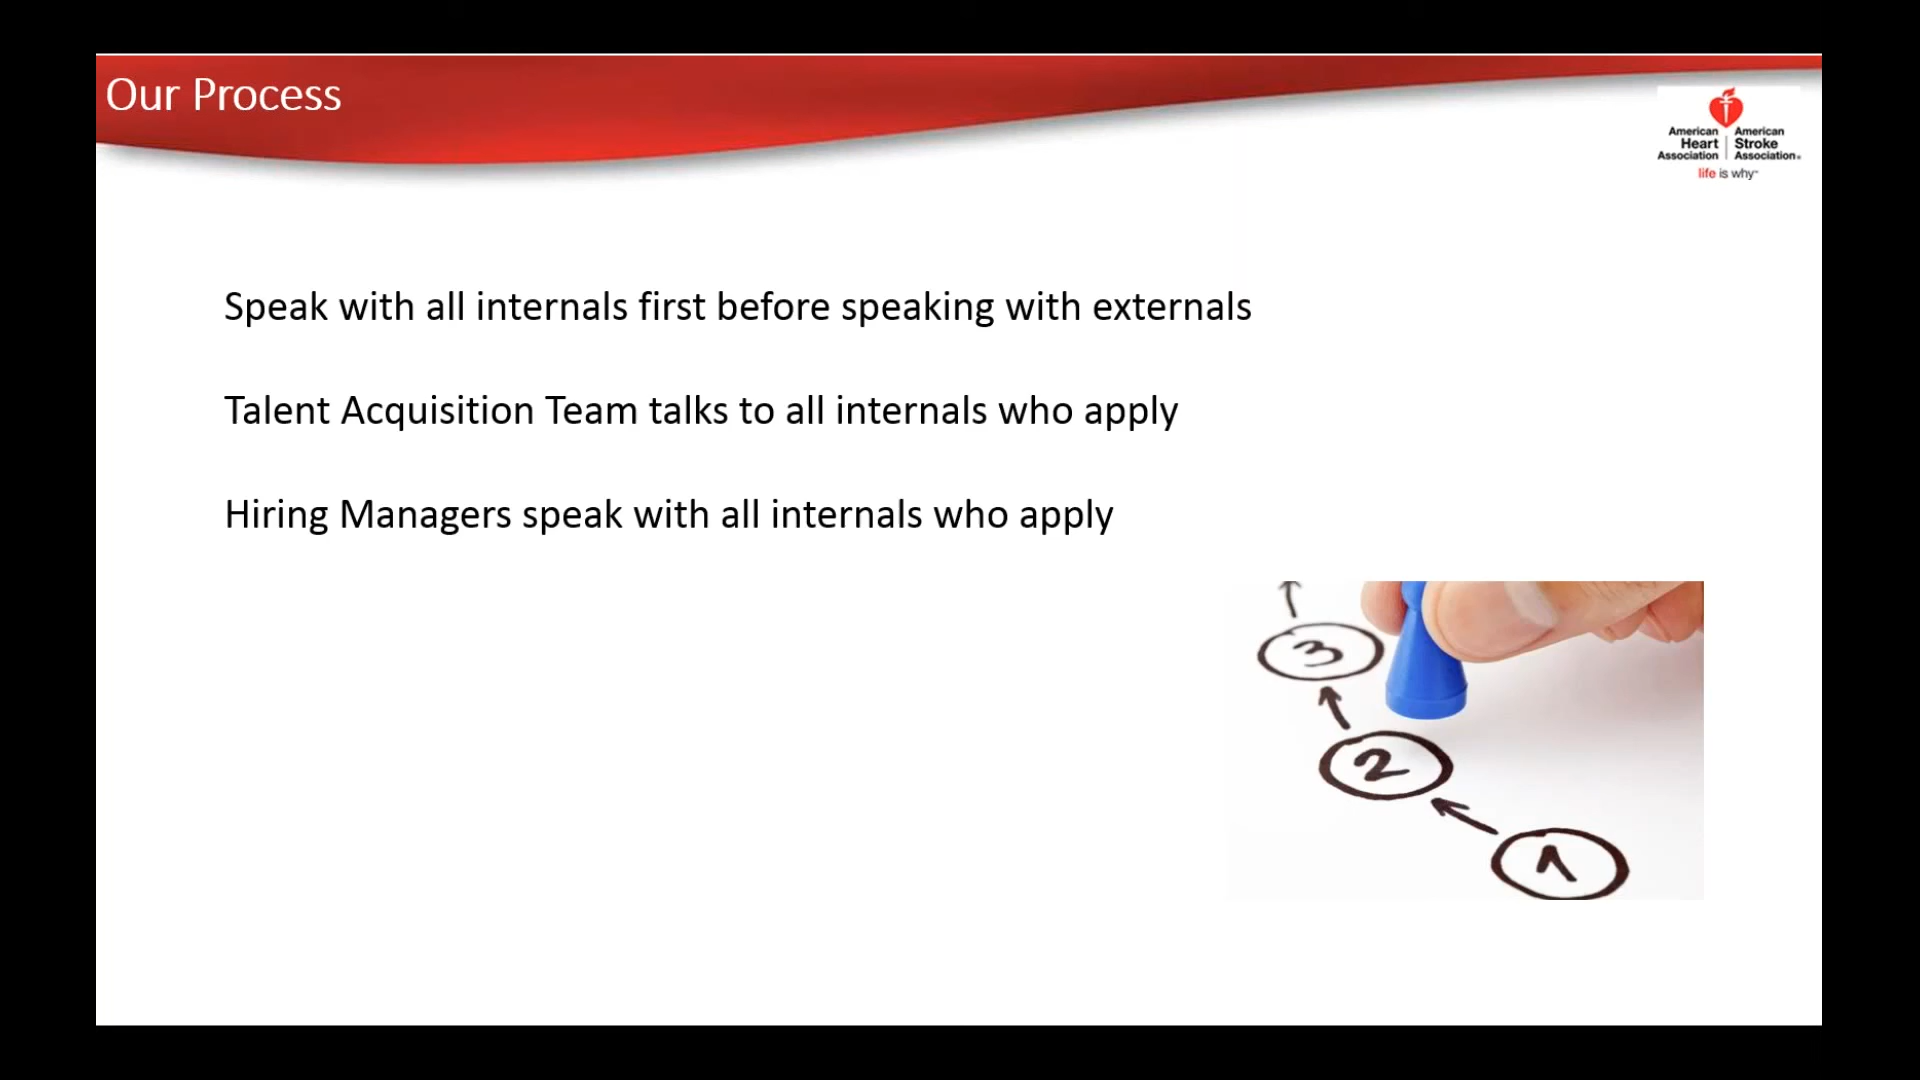 Our Process
American
Heart
Association
American
Stroke
Association®
life is why™
Speak with all internals first before speaking with externals
Talent Acquisition Team talks to all internals who apply
Hiring Managers speak with all internals who apply
3
2
1